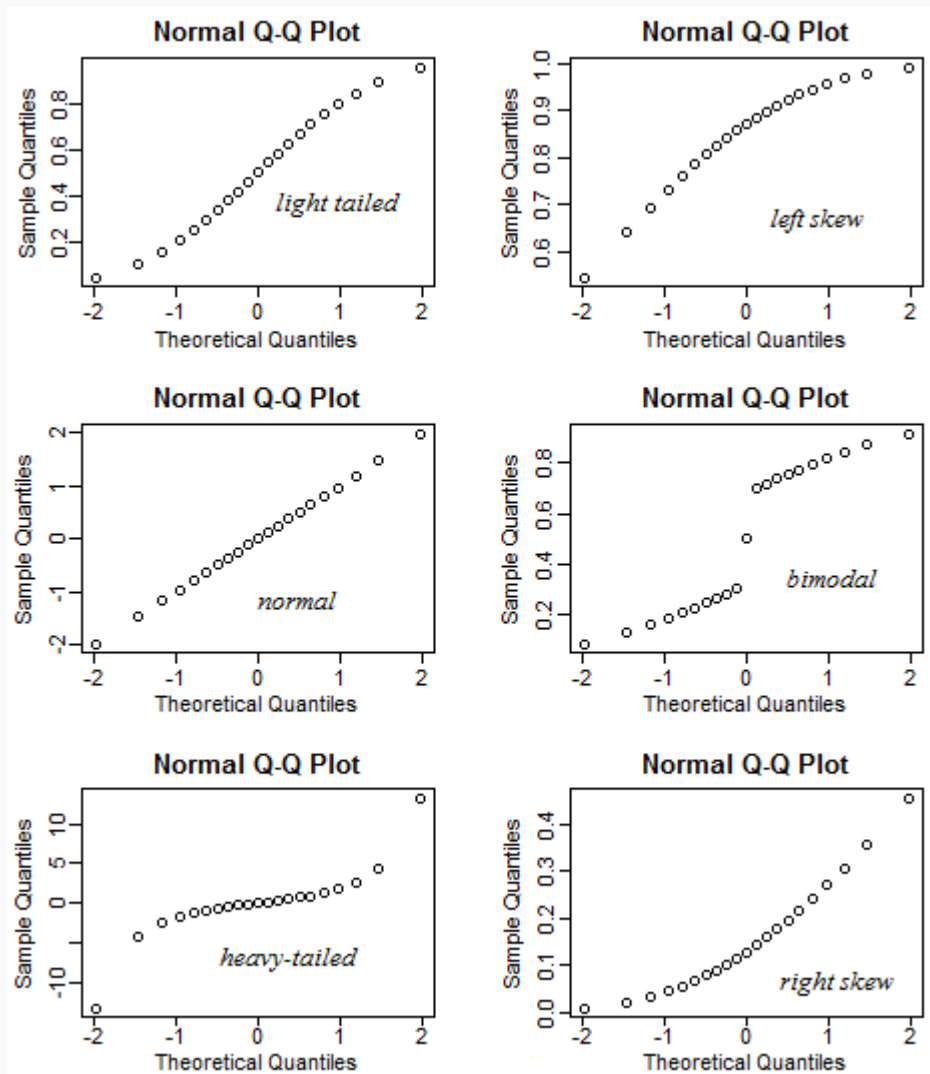 Normal Q-Q Plot
Sample Quantiles
0.8
0.6
0.4
0.2
light tailed
-2 -1 0 1 2
Theoretical Quantiles
Normal Q-Q Plot
Sample Quantiles
1.0
0.9
0.8
0.7
0.6
left skew
-2 -1 0 1 2
Theoretical Quantiles
Normal Q-Q Plot
Sample Quantiles
2
1
0
-1
-2
normal
-2 -1 0 1 2
Theoretical Quantiles
Normal Q-Q Plot
Sample Quantiles
0.8
0.6
0.4
0.2
bimodal
-2 -1 0 1 2
Theoretical Quantiles
Normal Q-Q Plot
Sample Quantiles
10
5
0
-10
heavy-tailed
-2 -1 0 1 2
Theoretical Quantiles
Normal Q-Q Plot
Sample Quantiles
0.4
0.3
0.2
0.1
0.0
right skew
-2 -1 0 1 2
Theoretical Quantiles